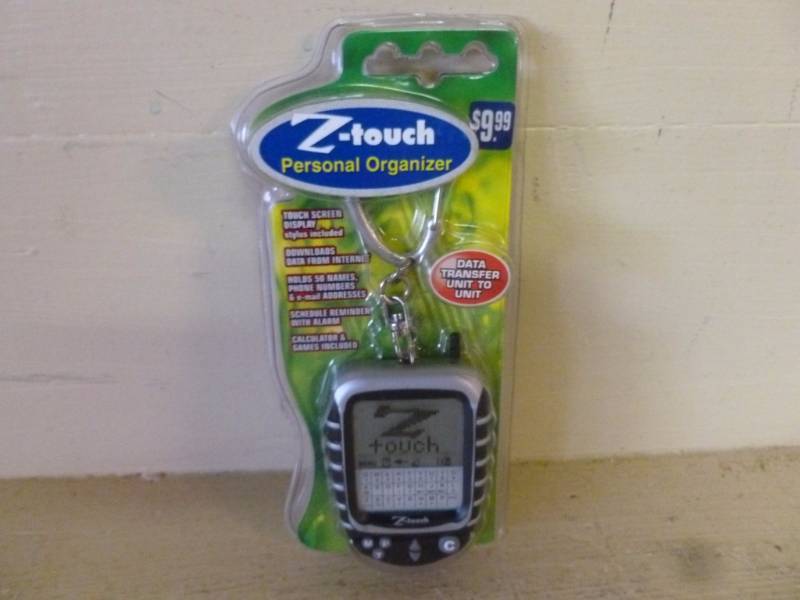 Z-touch
$9.99
Personal Organizer
TOUCH SCREEN
DISPLAY
stylus included
DOWNLOADS
DATA FROM INTERNET
HOLDS 50 NAMES,
PHONE NUMBERS
& e-mail ADDRESSES
SCHEDULE REMINDER
WITH ALARM
CALCULATOR &
GAMES INCLUDED
DATA
TRANSFER
UNIT TO
UNIT
Z
touch
Z-touch
C